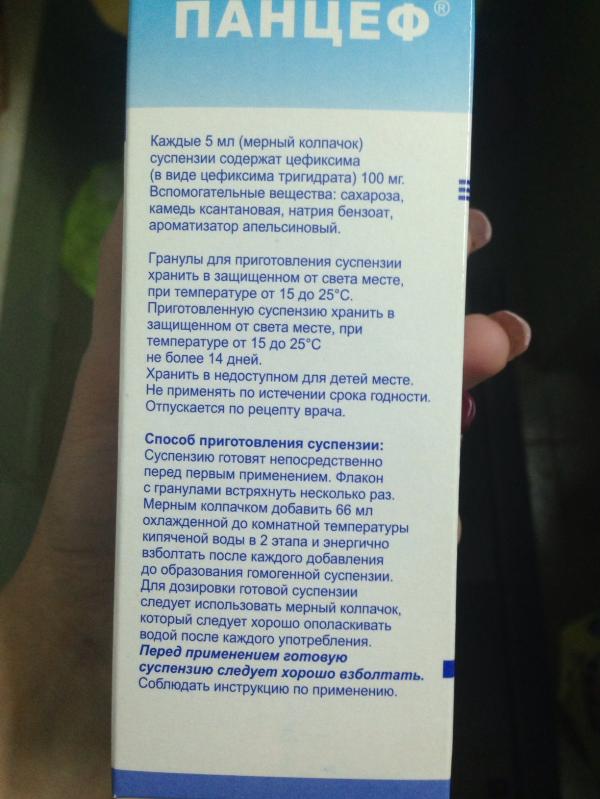 ПАНЦЕФ®
Каждые 5 мл (мерный колпачок)
суспензии содержат цефиксима
(в виде цефиксима тригидрата) 100 мг.
Вспомогательные вещества: сахароза,
камедь ксантановая, натрия бензоат,
ароматизатор апельсиновый.
Гранулы для приготовления суспензии
хранить в защищенном от света месте,
при температуре от 15 до 25°С.
Приготовленную суспензию хранить в
защищенном от света месте, при
температуре от 15 до 25°С
не более 14 дней.
Хранить в недоступном для детей месте.
Не применять по истечении срока годности.
Отпускается по рецепту врача.
Способ приготовления суспензии:
Суспензию готовят непосредственно
перед первым применением. Флакон
с гранулами встряхнуть несколько раз.
Мерным колпачком добавить 66 мл
охлажденной до комнатной температуры
кипяченой воды в 2 этапа и энергично
взболтать после каждого добавления
до образования гомогенной суспензии.
Для дозировки готовой суспензии
следует использовать мерный колпачок,
который следует хорошо ополаскивать
водой после каждого употребления.
Перед применением готовую
суспензию следует хорошо взболтать.
Соблюдать инструкцию по применению.